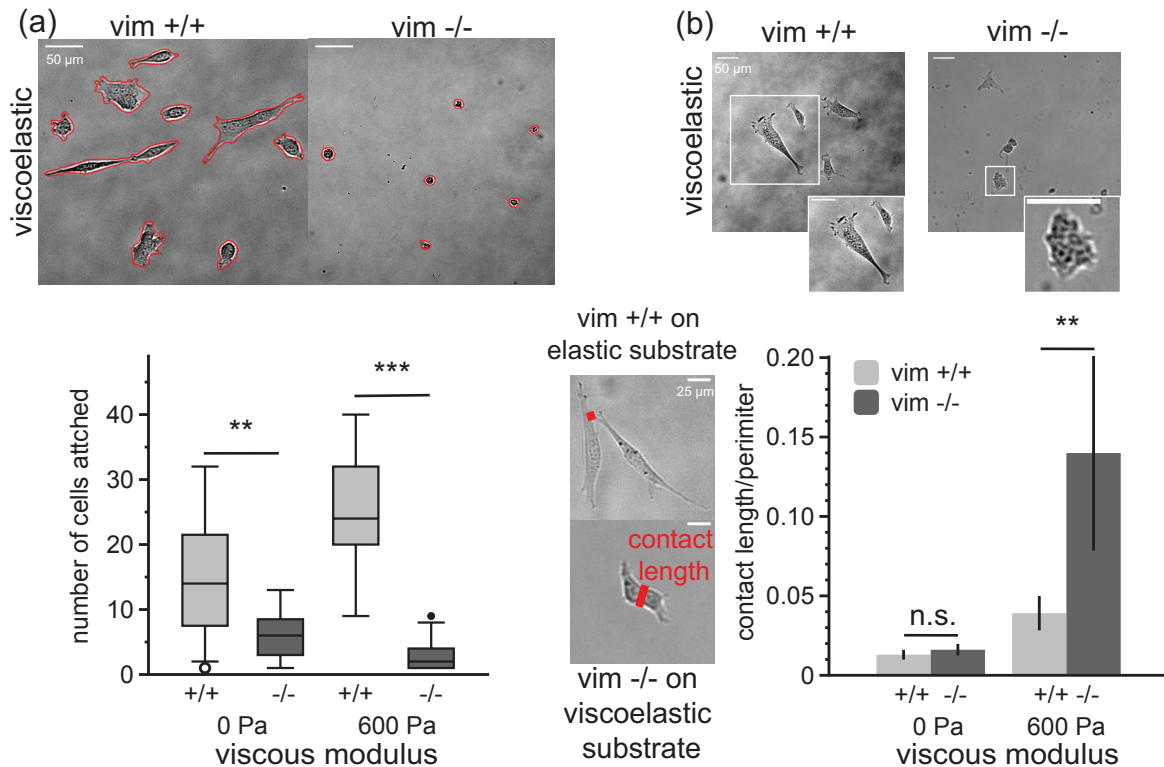 (a)
vim +/+
vim -/-
viscoelastic
50 µm
number of cells attched
40
30
20
10
0
**
***
+/+
-/-
+/+
-/-
0 Pa
600 Pa
viscous modulus
vim +/+ on
elastic substrate
25 µm
contact
length
vim -/- on
viscoelastic
substrate
(b)
vim +/+
vim -/-
viscoelastic
50 µm
contact length/perimiter
0.20
0.15
0.10
0.05
0
vim +/+
vim -/-
n.s.
**
+/+
-/-
+/+
-/-
0 Pa
600 Pa
viscous modulus